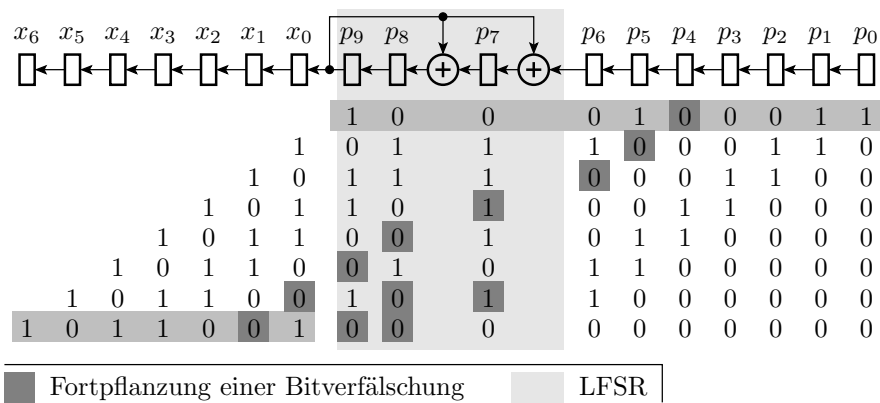 x₆ x₅ x₄ x₃ x₂ x₁ x₀ p₉ p₈ p₇ p₆ p₅ p₄ p₃ p₂ p₁ p₀
+ +
1 0 0 0 1 0 0 0 1 1
1 0 1 1 1 0 0 0 1 1 0
1 0 1 1 1 0 0 0 1 1 0 0
1 0 1 1 0 1 0 0 1 1 0 0 0
1 0 1 1 0 0 1 0 1 1 0 0 0 0
1 0 1 1 0 0 1 0 1 1 0 0 0 0 0
1 0 1 1 0 0 1 0 1 1 0 0 0 0 0 0
1 0 1 1 0 0 1 0 0 0 0 0 0 0 0 0 0
Fortpflanzung einer Bitverfälschung LFSR